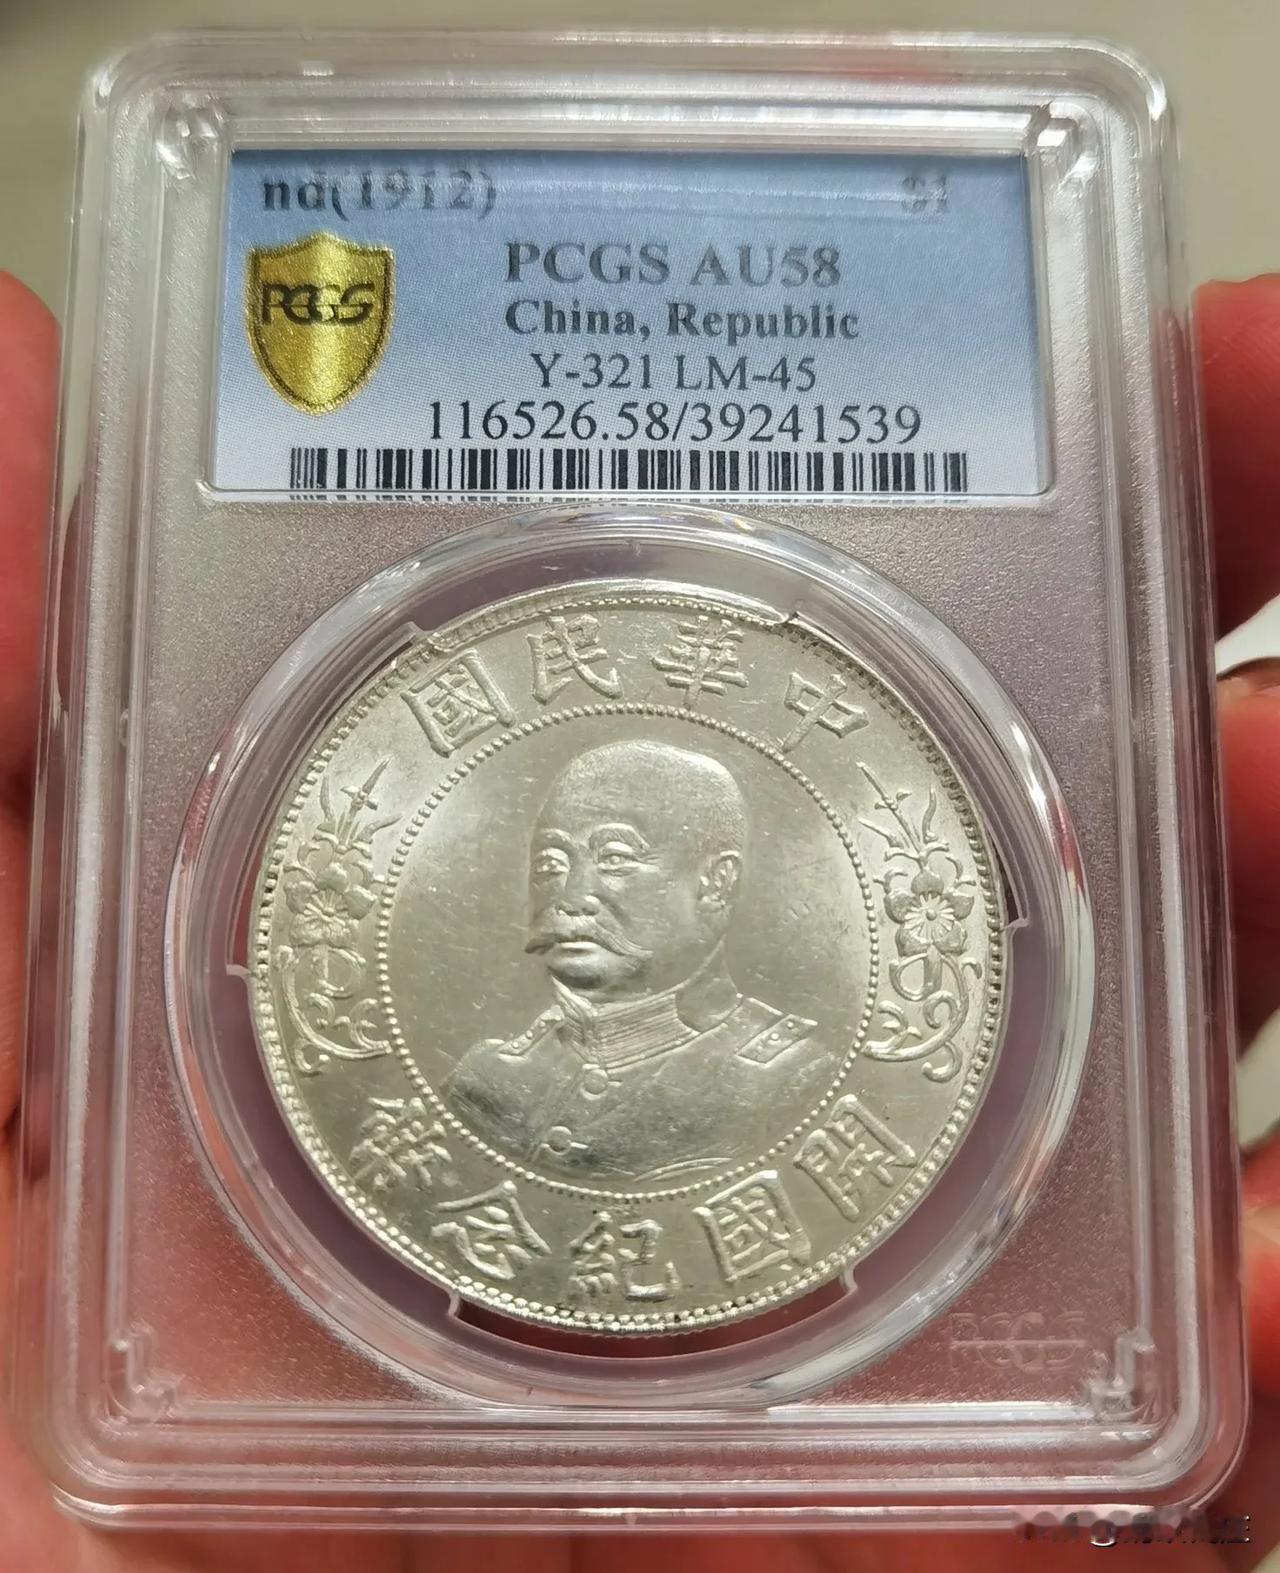 nd(1912) $1
PCGS AU58
PCGS
China, Republic
Y-321 LM-45
116526.58/39241539
中華民國
開國紀念幣
PCGS